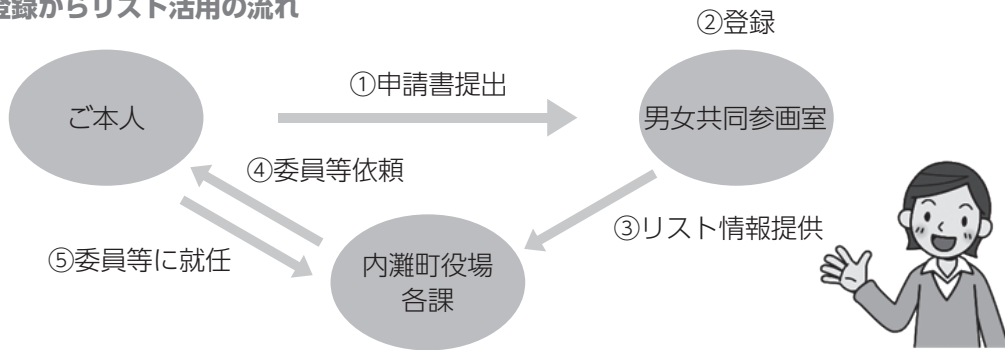 登録からリスト活用の流れ
②登録
①申請書提出
ご本人
男女共同参画室
④委員等依頼
③リスト情報提供
⑤委員等に就任
内灘町役場
各課